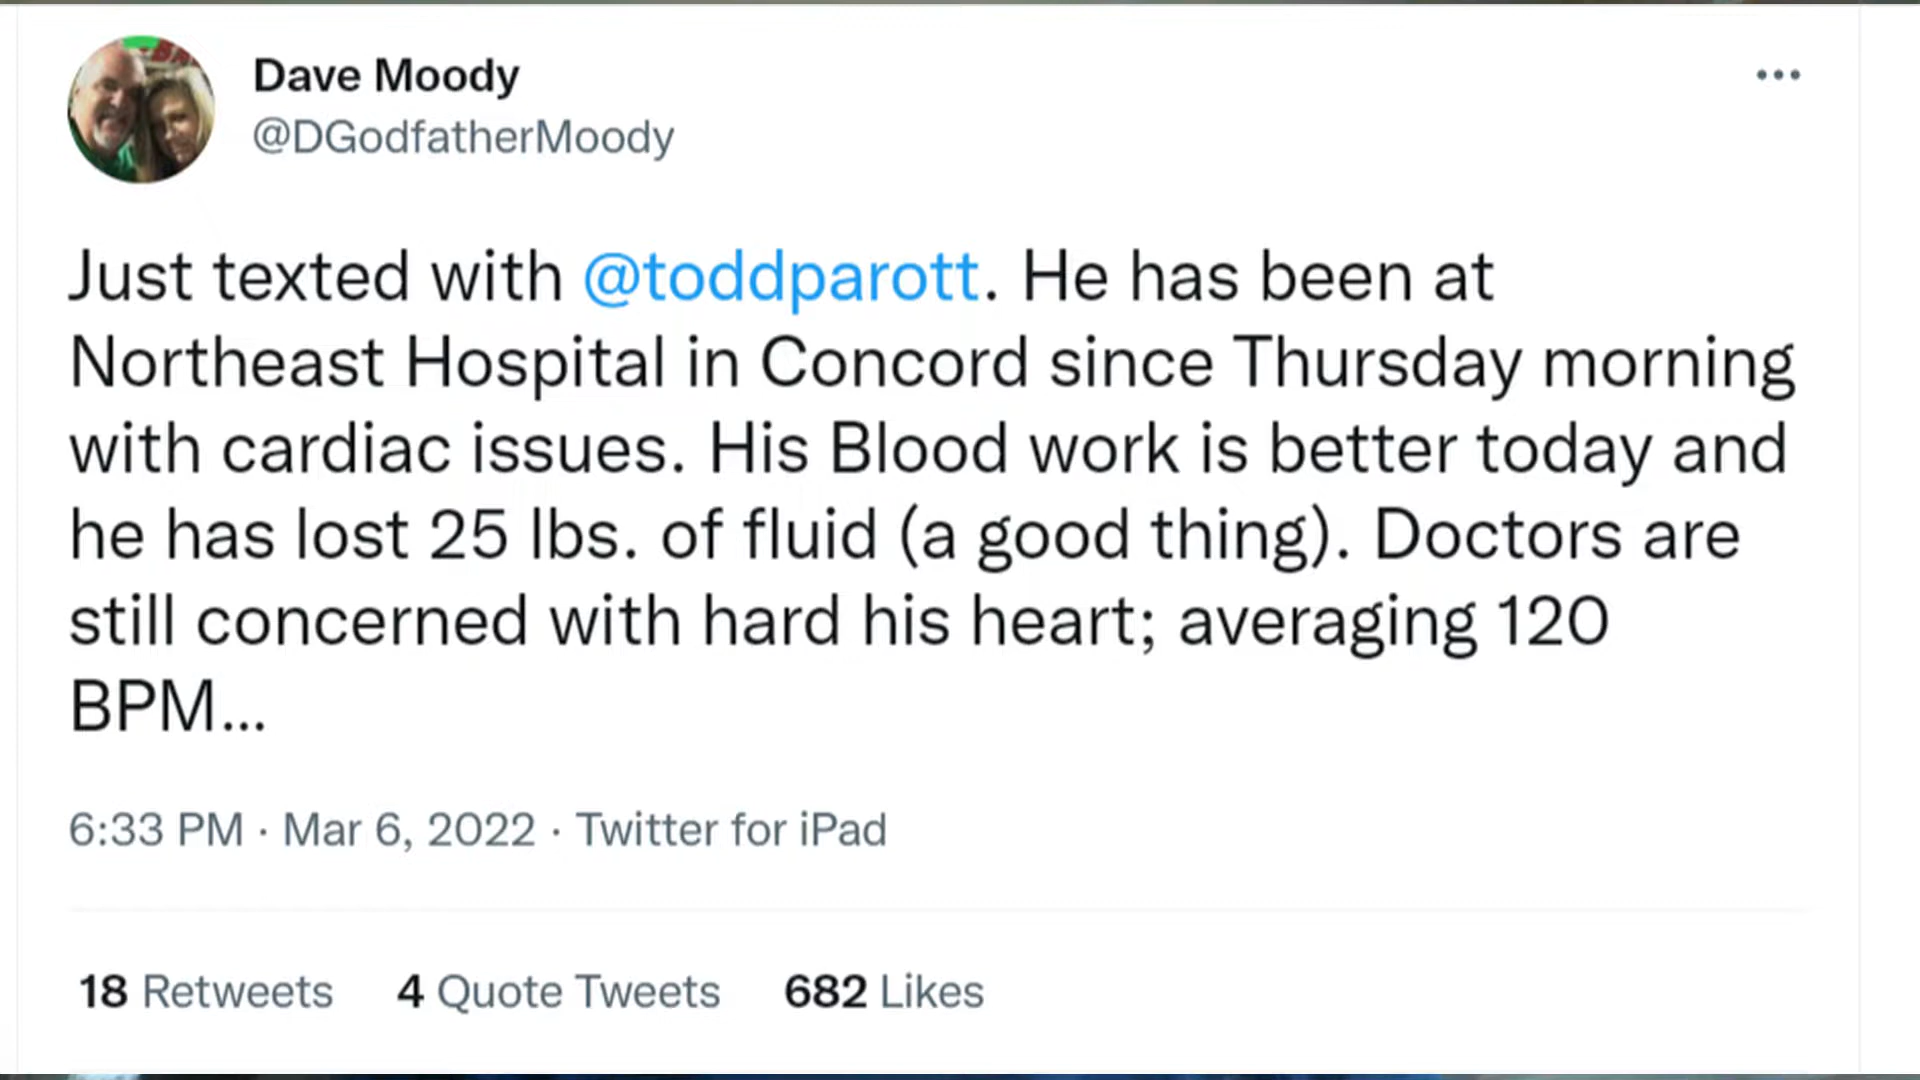 Dave Moody
@DGodfatherMoody
Just texted with @toddparott. He has been at
Northeast Hospital in Concord since Thursday morning
with cardiac issues. His Blood work is better today and
he has lost 25 lbs. of fluid (a good thing). Doctors are
still concerned with hard his heart; averaging 120
BPM...
6:33 PM · Mar 6, 2022 · Twitter for iPad
18 Retweets 4 Quote Tweets 682 Likes